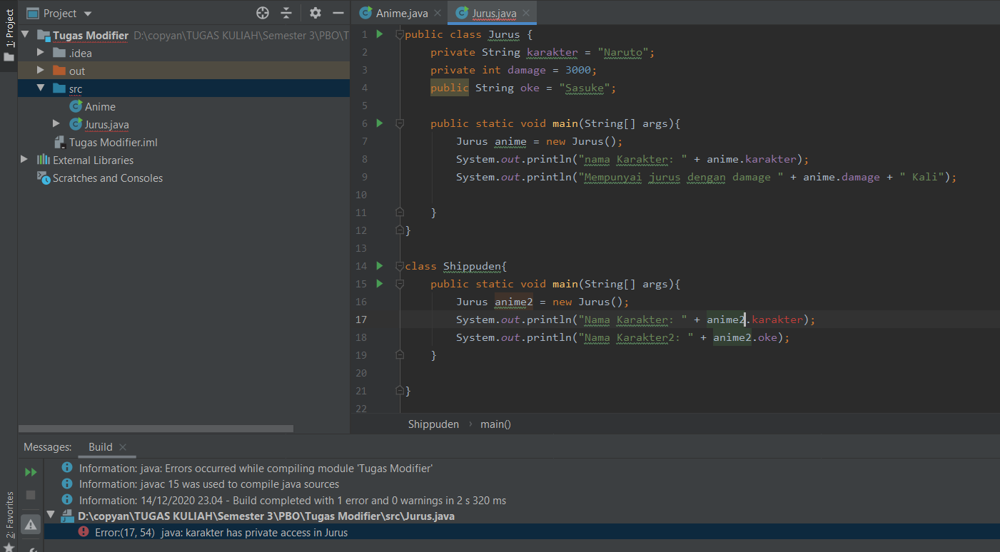 1: Project
Project
Anime.java
Jurus.java
Tugas Modifier D:\copyan\TUGAS KULIAH\Semester 3\PBO\T
.idea
out
src
Anime
Jurus.java
Tugas Modifier.iml
External Libraries
Scratches and Consoles
1 public class Jurus {
2 private String karakter = "Naruto";
3 private int damage = 3000;
4 public String oke = "Sasuke";
5
6 public static void main(String[] args){
7 Jurus anime = new Jurus();
8 System.out.println("nama Karakter: " + anime.karakter);
9 System.out.println("Mempunyai jurus dengan damage " + anime.damage + " Kali");
10
11 }
12 }
13
14 class Shippuden{
15 public static void main(String[] args){
16 Jurus anime2 = new Jurus();
17 System.out.println("Nama Karakter: " + anime2.karakter);
18 System.out.println("Nama Karakter2: " + anime2.oke);
19 }
20
21 }
22
Shippuden › main()
Messages: Build
Information: java: Errors occurred while compiling module 'Tugas Modifier'
Information: javac 15 was used to compile java sources
Information: 14/12/2020 23.04 - Build completed with 1 error and 0 warnings in 2 s 320 ms
D:\copyan\TUGAS KULIAH\Semester 3\PBO\Tugas Modifier\src\Jurus.java
Error:(17, 54) java: karakter has private access in Jurus
2: Favorites